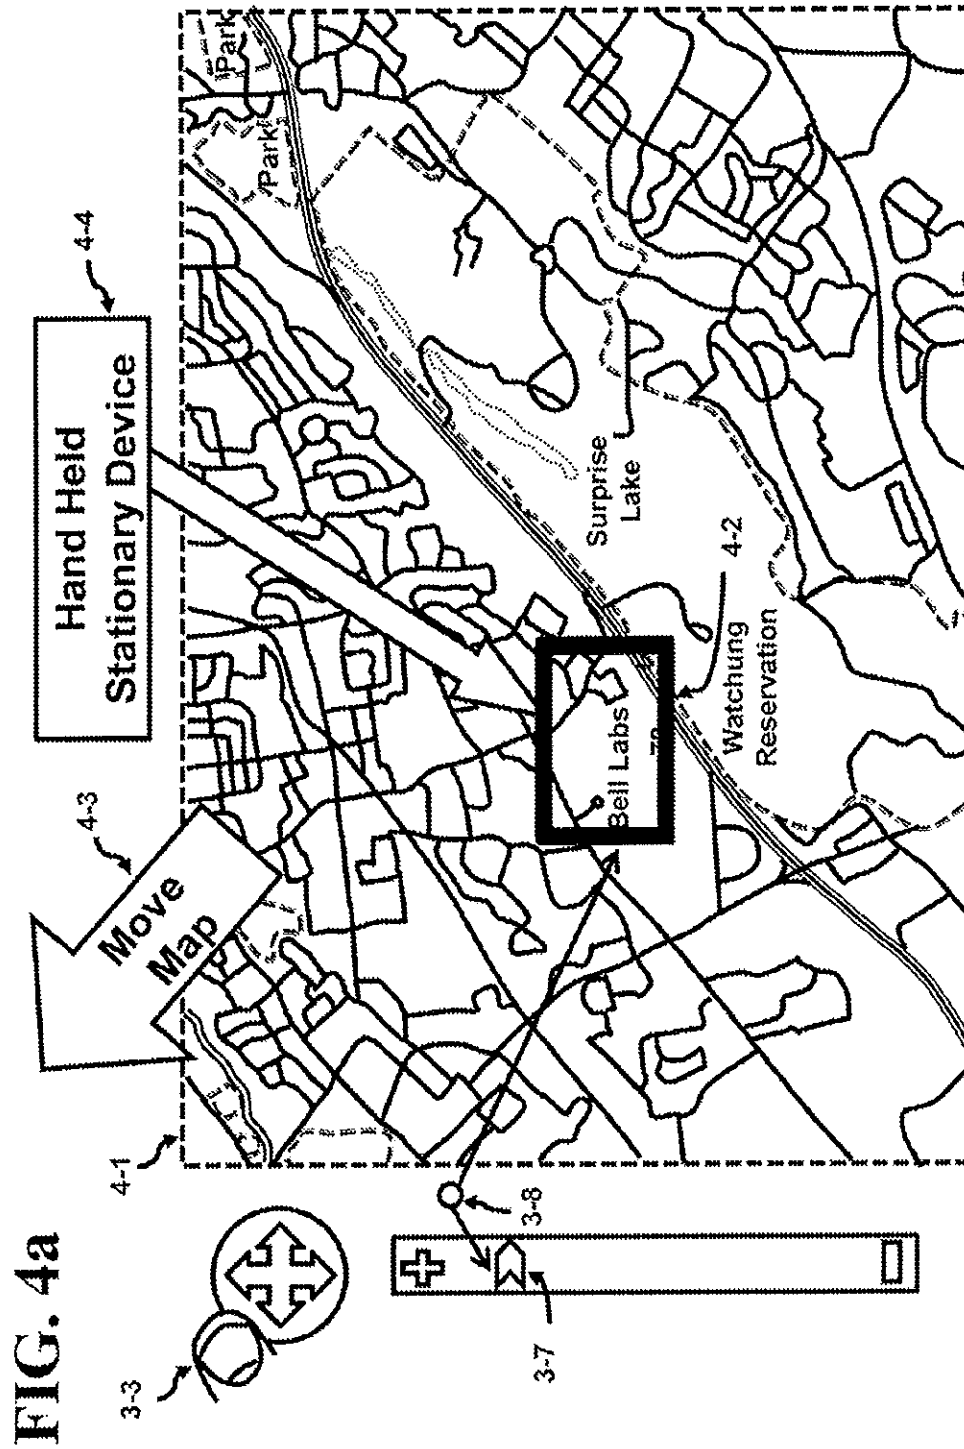 FIG. 4a
4-1
4-3
4-4
Move
Map
Hand Held
Stationary Device
Park
Park
3-3
3-8
3-7
Bell Labs
78
4-2
Surprise
Lake
Watchung
Reservation